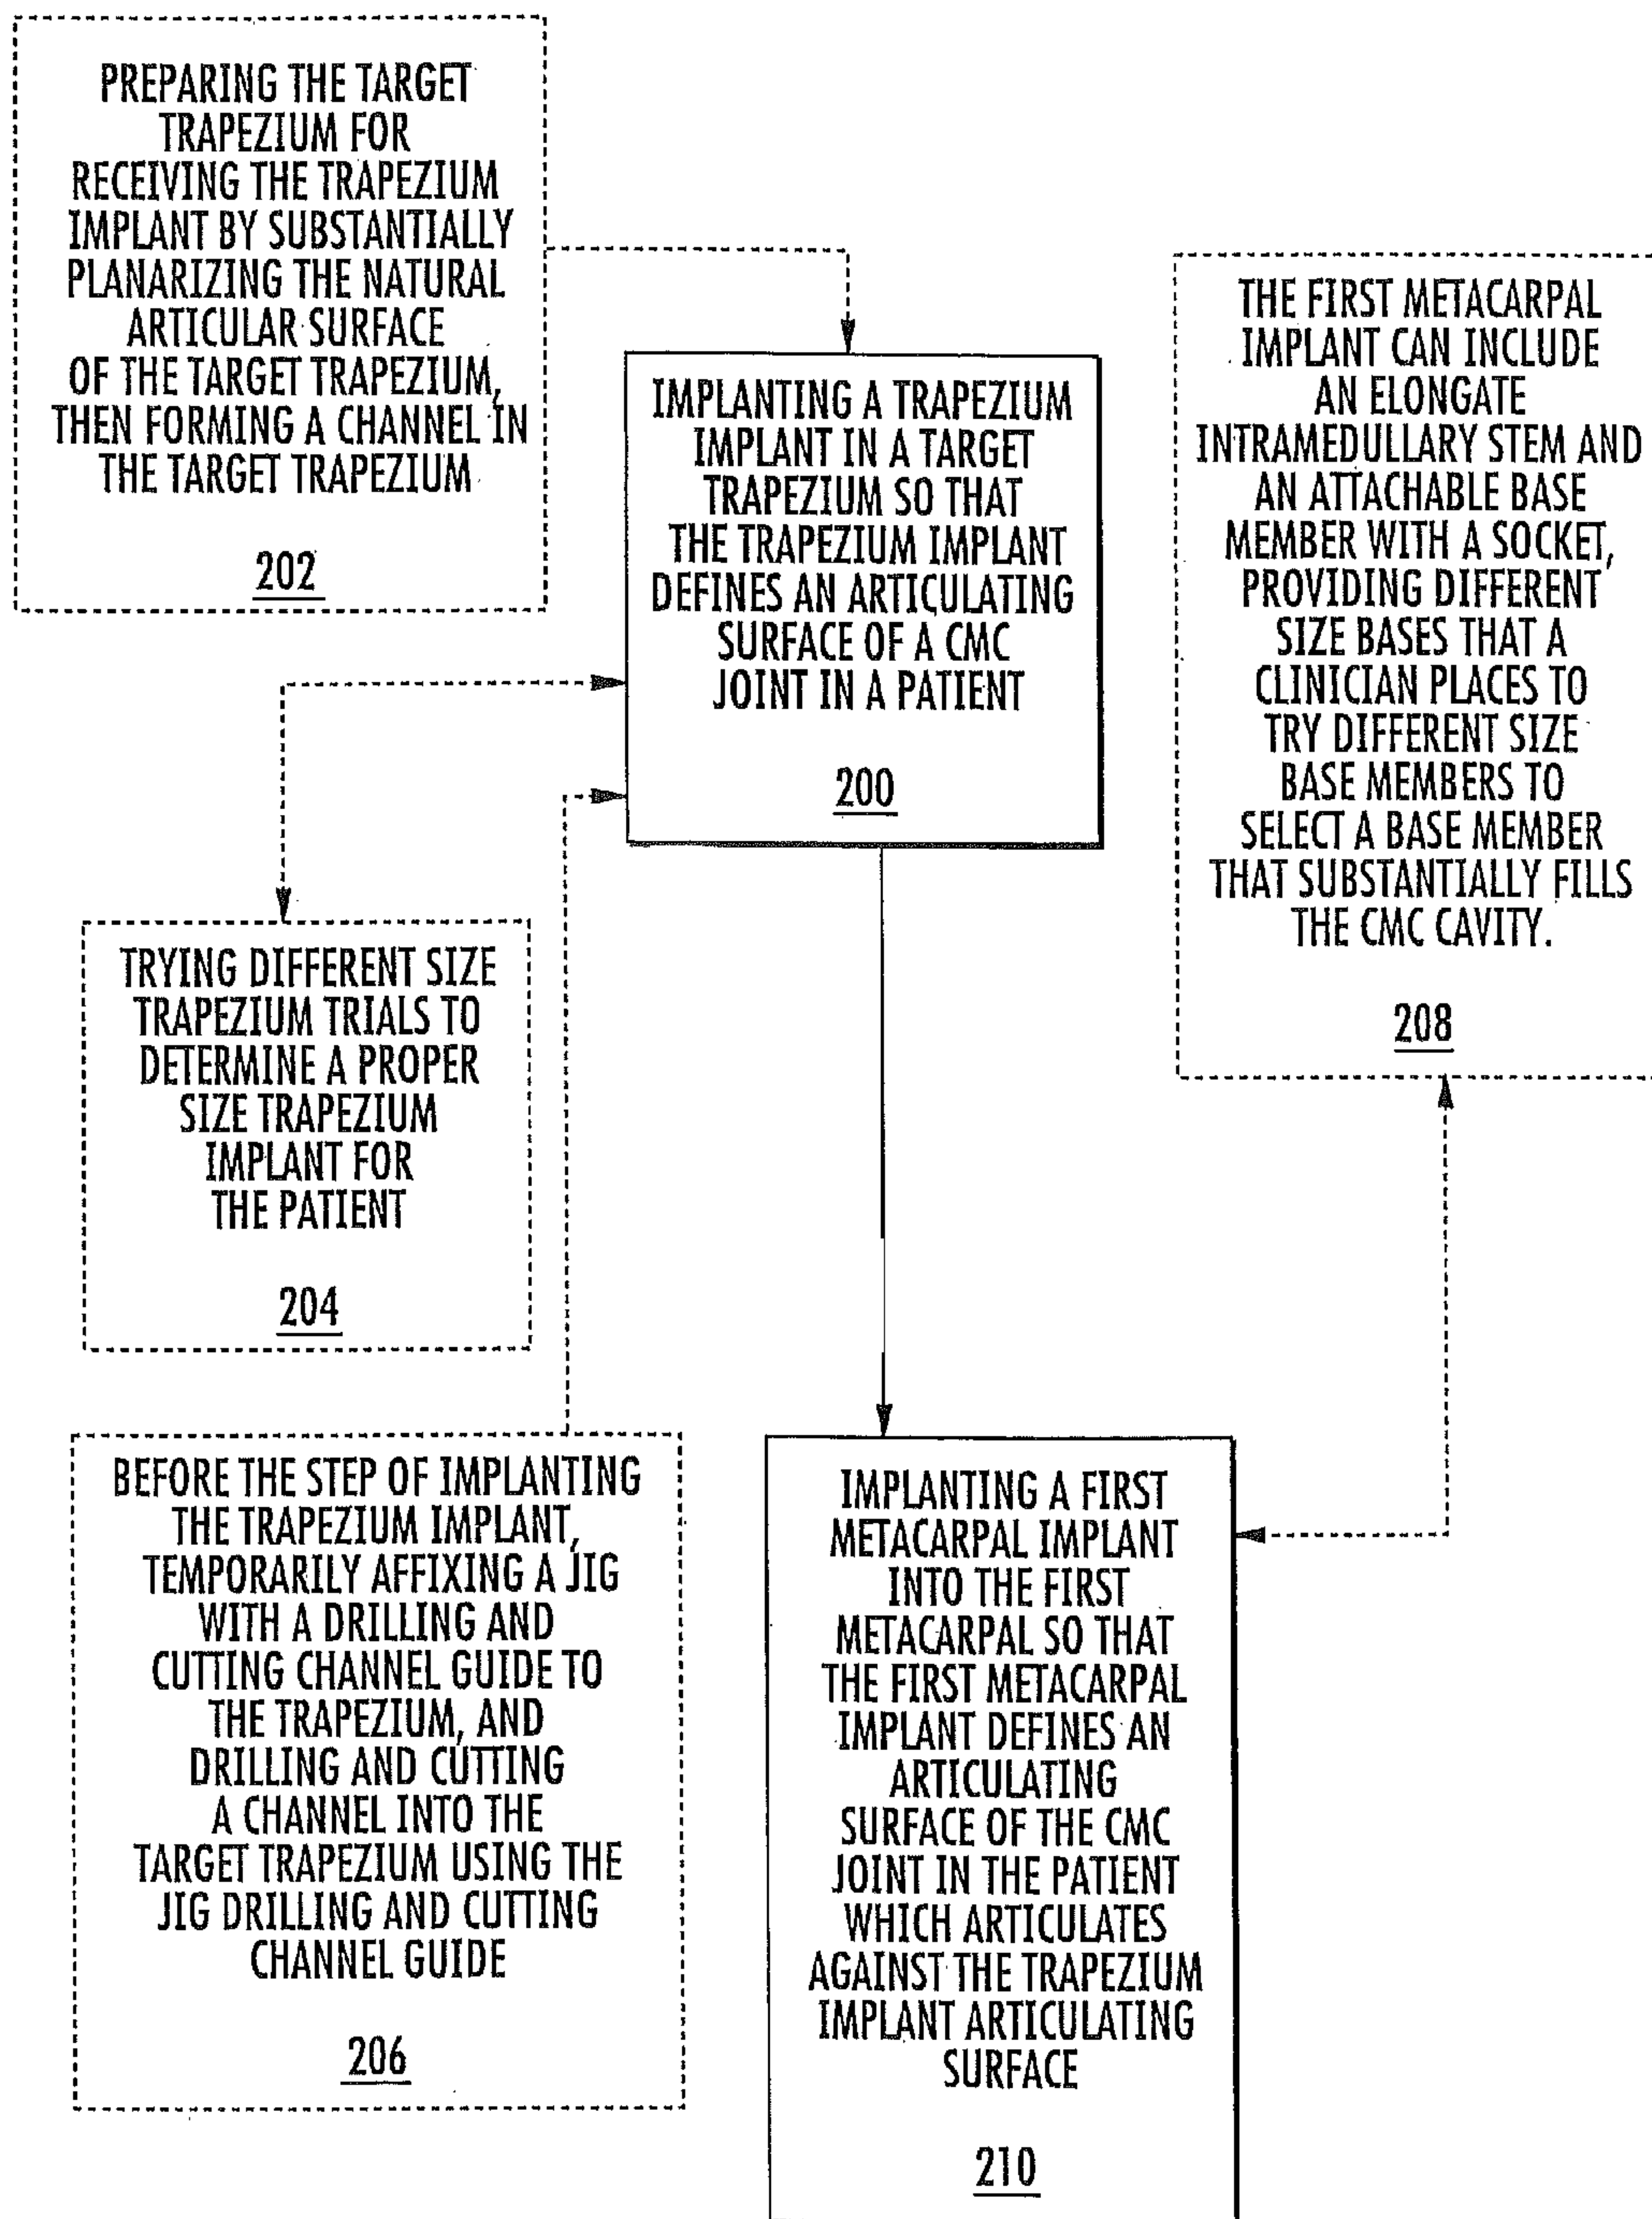 PREPARING THE TARGET
TRAPEZIUM FOR
RECEIVING THE TRAPEZIUM
IMPLANT BY SUBSTANTIALLY
PLANARIZING THE NATURAL
ARTICULAR SURFACE
OF THE TARGET TRAPEZIUM,
THEN FORMING A CHANNEL IN
THE TARGET TRAPEZIUM
202
IMPLANTING A TRAPEZIUM
IMPLANT IN A TARGET
TRAPEZIUM SO THAT
THE TRAPEZIUM IMPLANT
DEFINES AN ARTICULATING
SURFACE OF A CMC
JOINT IN A PATIENT
200
THE FIRST METACARPAL
IMPLANT CAN INCLUDE
AN ELONGATE
INTRAMEDULLARY STEM AND
AN ATTACHABLE BASE
MEMBER WITH A SOCKET,
PROVIDING DIFFERENT
SIZE BASES THAT A
CLINICIAN PLACES TO
TRY DIFFERENT SIZE
BASE MEMBERS TO
SELECT A BASE MEMBER
THAT SUBSTANTIALLY FILLS
THE CMC CAVITY.
208
TRYING DIFFERENT SIZE
TRAPEZIUM TRIALS TO
DETERMINE A PROPER
SIZE TRAPEZIUM
IMPLANT FOR
THE PATIENT
204
BEFORE THE STEP OF IMPLANTING
THE TRAPEZIUM IMPLANT,
TEMPORARILY AFFIXING A JIG
WITH A DRILLING AND
CUTTING CHANNEL GUIDE TO
THE TRAPEZIUM, AND
DRILLING AND CUTTING
A CHANNEL INTO THE
TARGET TRAPEZIUM USING THE
JIG DRILLING AND CUTTING
CHANNEL GUIDE
206
IMPLANTING A FIRST
METACARPAL IMPLANT
INTO THE FIRST
METACARPAL SO THAT
THE FIRST METACARPAL
IMPLANT DEFINES AN
ARTICULATING
SURFACE OF THE CMC
JOINT IN THE PATIENT
WHICH ARTICULATES
AGAINST THE TRAPEZIUM
IMPLANT ARTICULATING
SURFACE
210